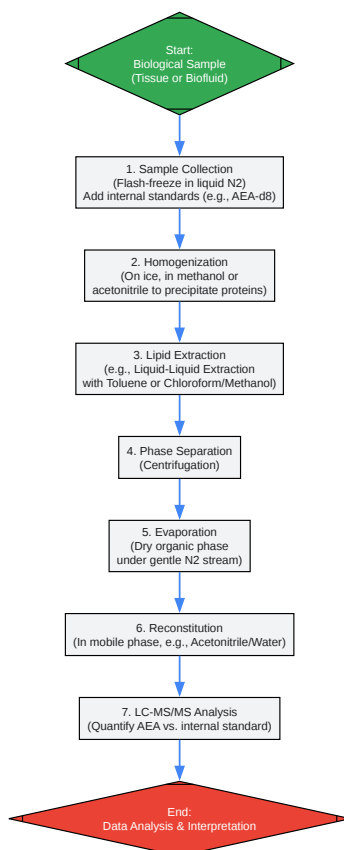 Start:
Biological Sample
(Tissue or Biofluid)
1. Sample Collection
(Flash-freeze in liquid N2)
Add internal standards (e.g., AEA-d8)
2. Homogenization
(On ice, in methanol or
acetonitrile to precipitate proteins)
3. Lipid Extraction
(e.g., Liquid-Liquid Extraction
with Toluene or Chloroform/Methanol)
4. Phase Separation
(Centrifugation)
5. Evaporation
(Dry organic phase
under gentle N2 stream)
6. Reconstitution
(In mobile phase, e.g., Acetonitrile/Water)
7. LC-MS/MS Analysis
(Quantify AEA vs. internal standard)
End:
Data Analysis & Interpretation